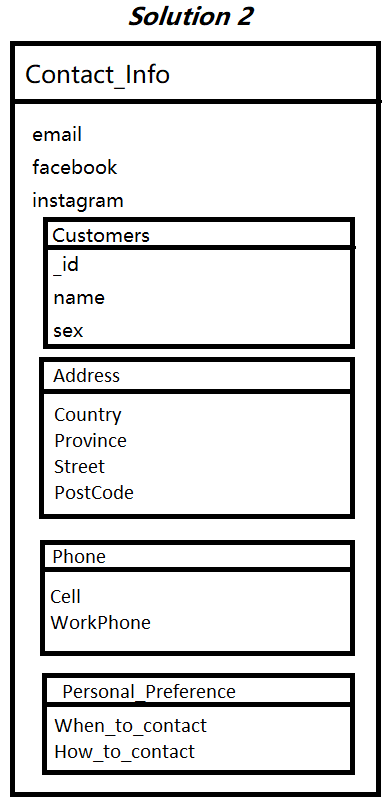 Solution 2
Contact_Info
email
facebook
instagram
Customers
_id
name
sex
Address
Country
Province
Street
PostCode
Phone
Cell
WorkPhone
Personal_Preference
When_to_contact
How_to_contact